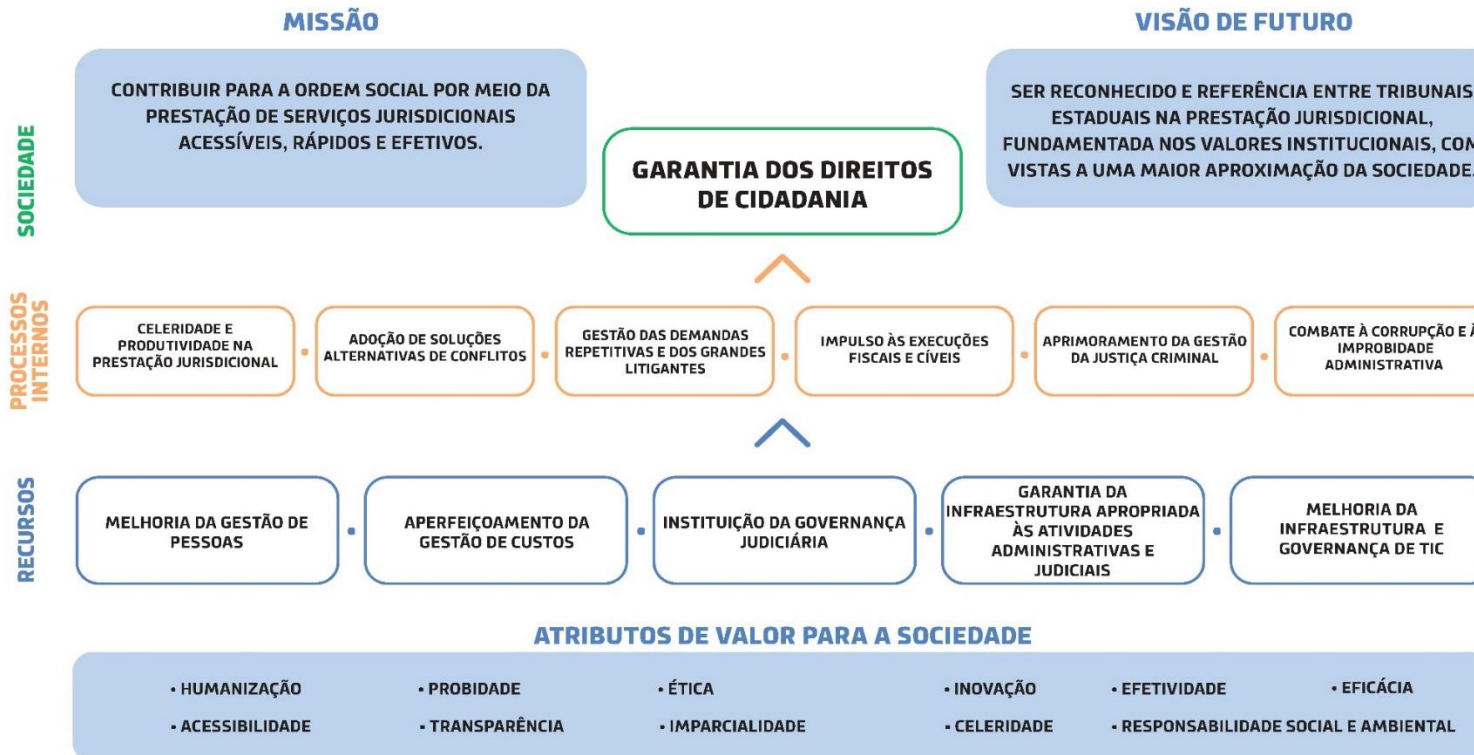 MISSÃO
CONTRIBUIR PARA A ORDEM SOCIAL POR MEIO DA
PRESTAÇÃO DE SERVIÇOS JURISDICIONAIS
ACESSÍVEIS, RÁPIDOS E EFETIVOS.
VISÃO DE FUTURO
SER RECONHECIDO E REFERÊNCIA ENTRE TRIBUNAIS
ESTADUAIS NA PRESTAÇÃO JURISDICIONAL,
FUNDAMENTADA NOS VALORES INSTITUCIONAIS, COM
VISTAS A UMA MAIOR APROXIMAÇÃO DA SOCIEDADE.
SOCIEDADE
GARANTIA DOS DIREITOS
DE CIDADANIA
PROCESSOS
INTERNOS
CELERIDADE E
PRODUTIVIDADE NA
PRESTAÇÃO JURISDICIONAL
ADOÇÃO DE SOLUÇÕES
ALTERNATIVAS DE CONFLITOS
GESTÃO DAS DEMANDAS
REPETITIVAS E DOS GRANDES
LITIGANTES
IMPULSO ÀS EXECUÇÕES
FISCAIS E CÍVEIS
APRIMORAMENTO DA GESTÃO
DA JUSTIÇA CRIMINAL
COMBATE À CORRUPÇÃO E À
IMPROBIDADE
ADMINISTRATIVA
RECURSOS
MELHORIA DA GESTÃO DE
PESSOAS
APERFEIÇOAMENTO DA
GESTÃO DE CUSTOS
INSTITUIÇÃO DA GOVERNANÇA
JUDICIÁRIA
GARANTIA DA
INFRAESTRUTURA APROPRIADA
ÀS ATIVIDADES
ADMINISTRATIVAS E
JUDICIAIS
MELHORIA DA
INFRAESTRUTURA E
GOVERNANÇA DE TIC
ATRIBUTOS DE VALOR PARA A SOCIEDADE
• HUMANIZAÇÃO • PROBIDADE • ÉTICA • INOVAÇÃO • EFETIVIDADE • EFICÁCIA
• ACESSIBILIDADE • TRANSPARÊNCIA • IMPARCIALIDADE • CELERIDADE • RESPONSABILIDADE SOCIAL E AMBIENTAL